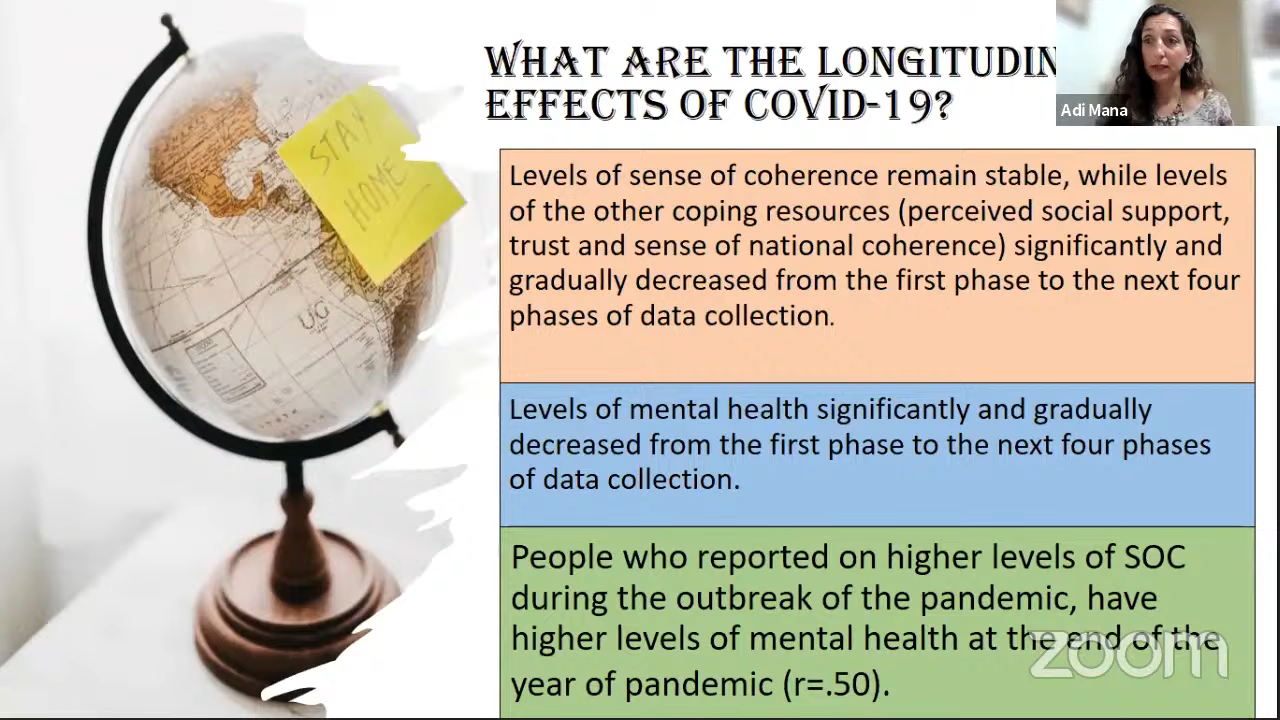 WHAT ARE THE LONGITUDIN
EFFECTS OF COVID-19?
Adi Mana
STAY
HOME
UG
Levels of sense of coherence remain stable, while levels
of the other coping resources (perceived social support,
trust and sense of national coherence) significantly and
gradually decreased from the first phase to the next four
phases of data collection.
Levels of mental health significantly and gradually
decreased from the first phase to the next four phases
of data collection.
People who reported on higher levels of SOC
during the outbreak of the pandemic, have
higher levels of mental health at the end of the
year of pandemic (r=.50).
zoom